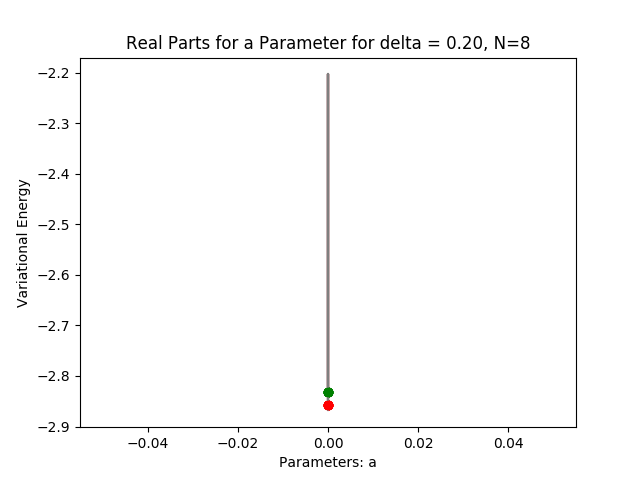 Real Parts for a Parameter for delta = 0.20, N=8
Variational Energy
−2.2
−2.3
−2.4
−2.5
−2.6
−2.7
−2.8
−2.9
−0.04 −0.02 0.00 0.02 0.04
Parameters: a